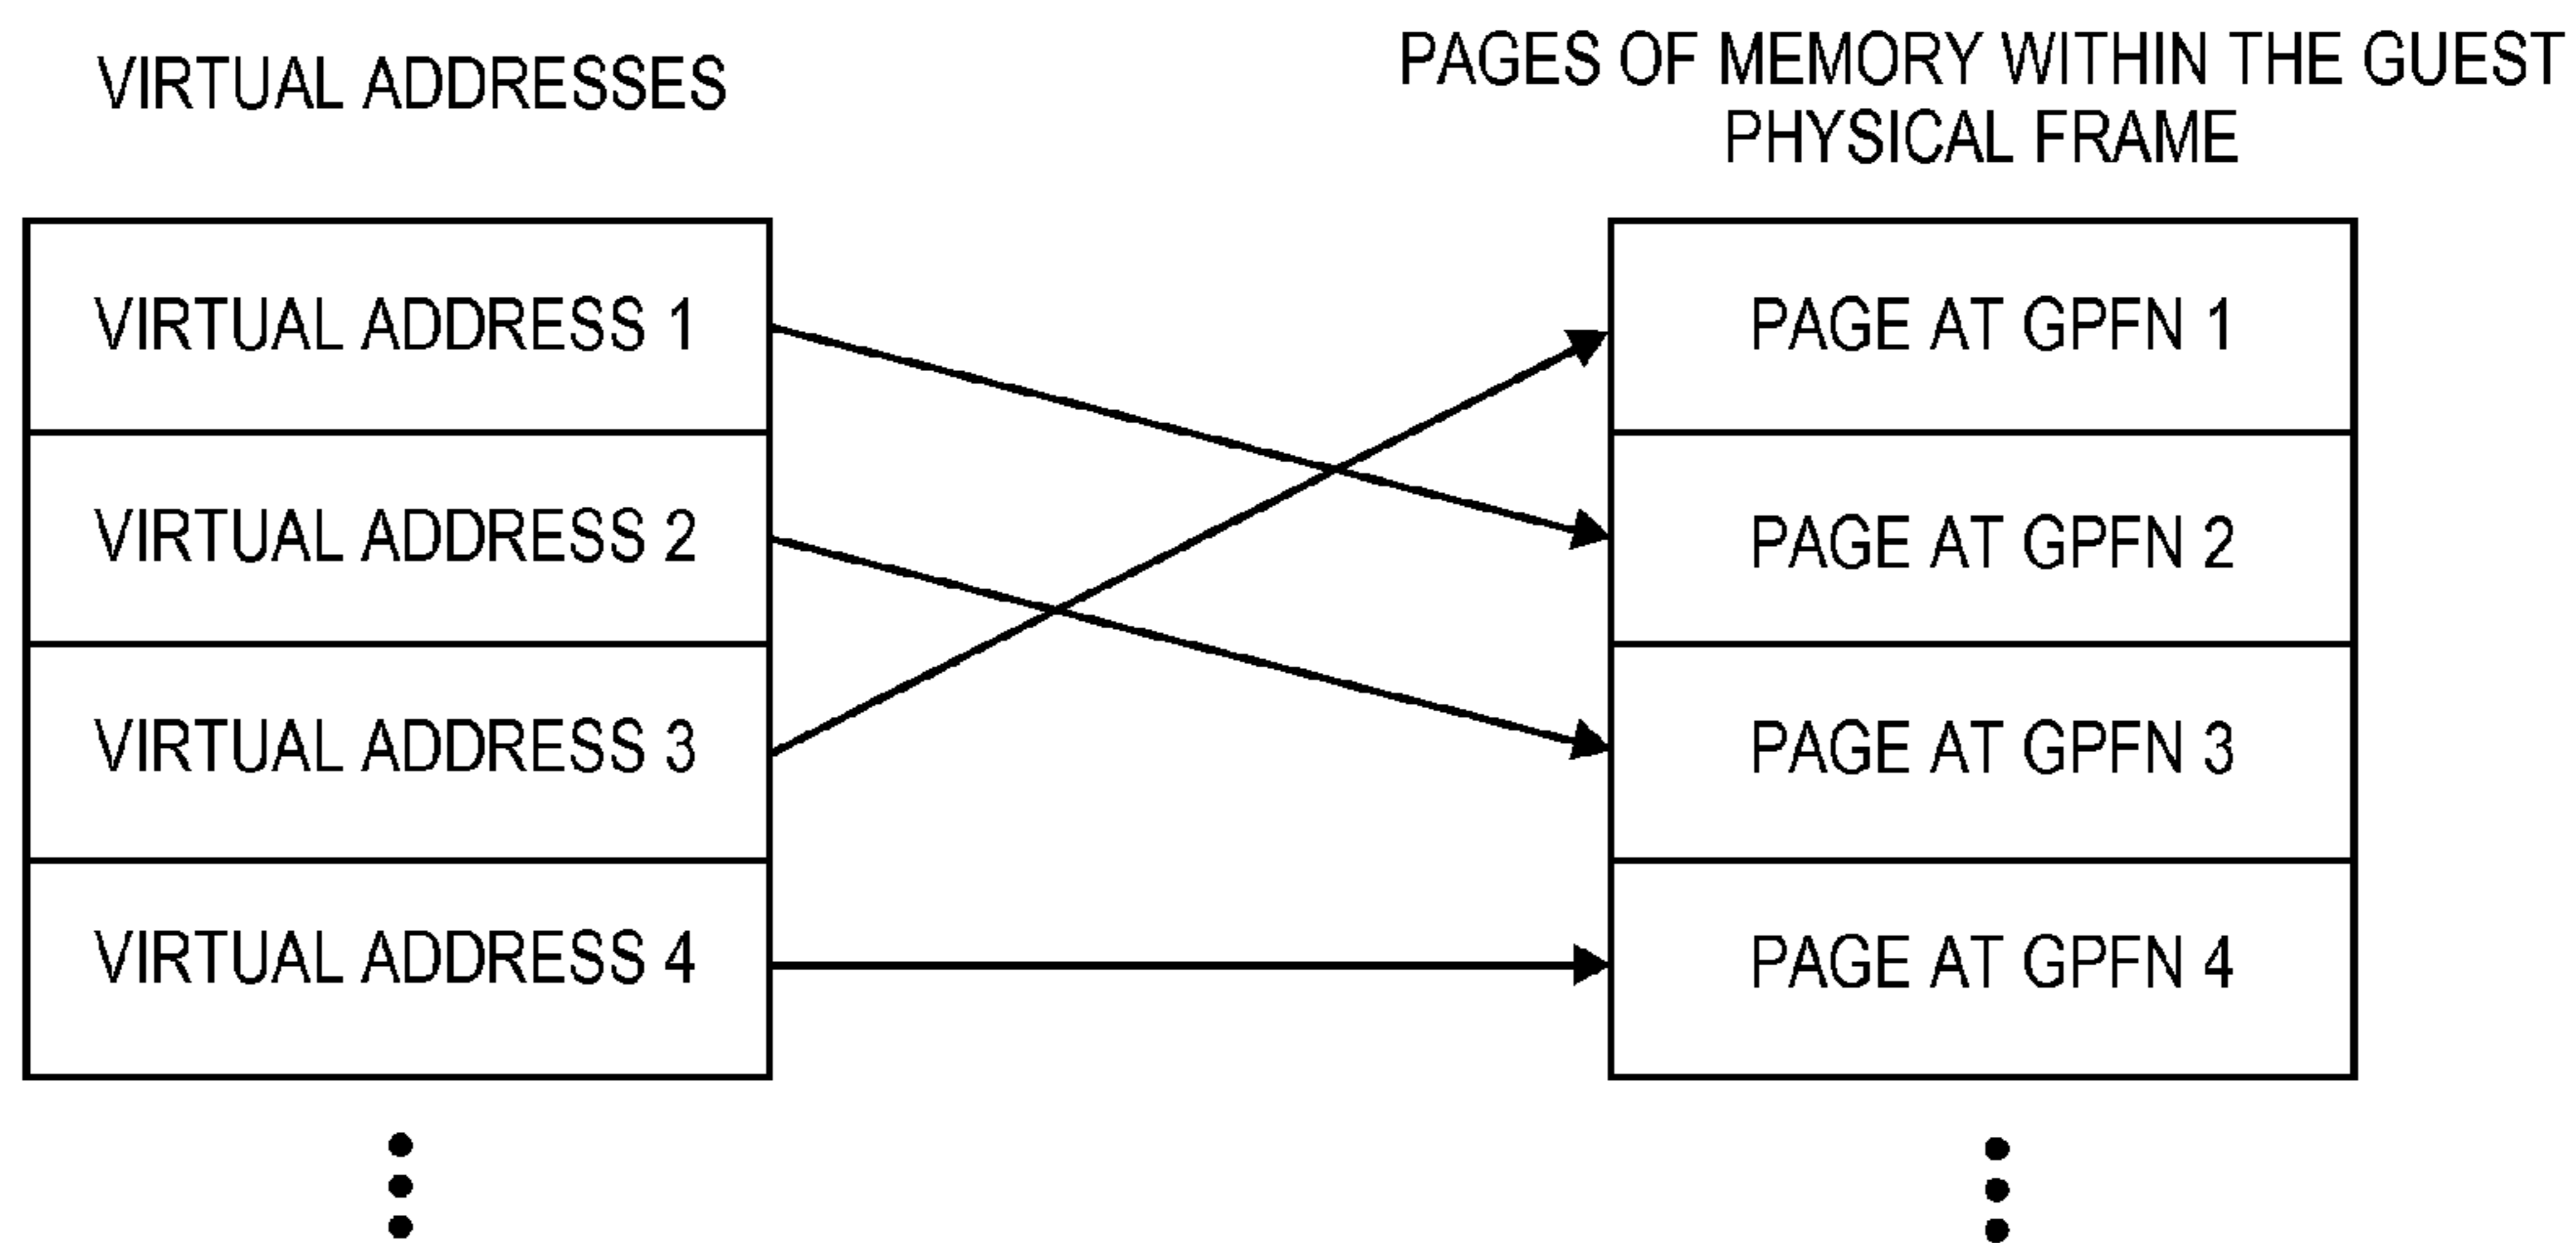 VIRTUAL ADDRESSES
PAGES OF MEMORY WITHIN THE GUEST
PHYSICAL FRAME
VIRTUAL ADDRESS 1
VIRTUAL ADDRESS 2
VIRTUAL ADDRESS 3
VIRTUAL ADDRESS 4
PAGE AT GPFN 1
PAGE AT GPFN 2
PAGE AT GPFN 3
PAGE AT GPFN 4